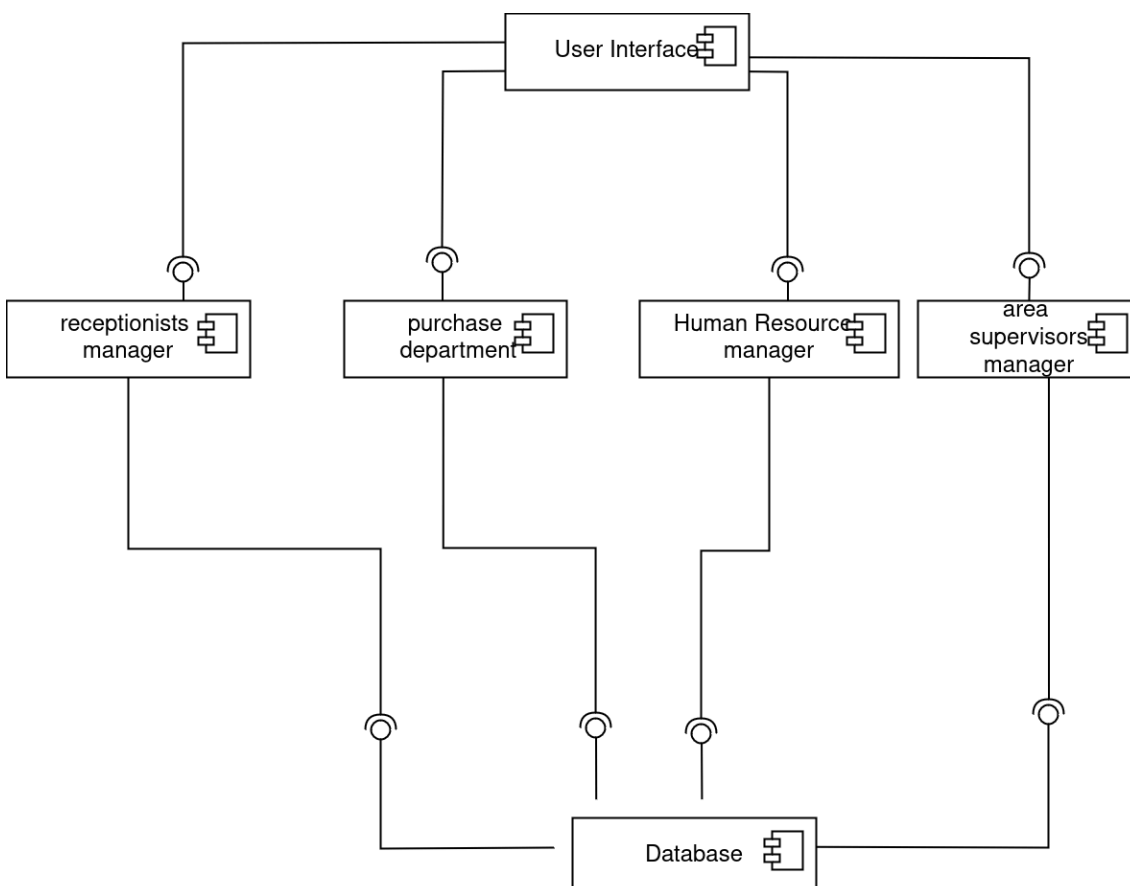 User Interface
receptionists
manager
purchase
department
Human Resource
manager
area
supervisors
manager
Database